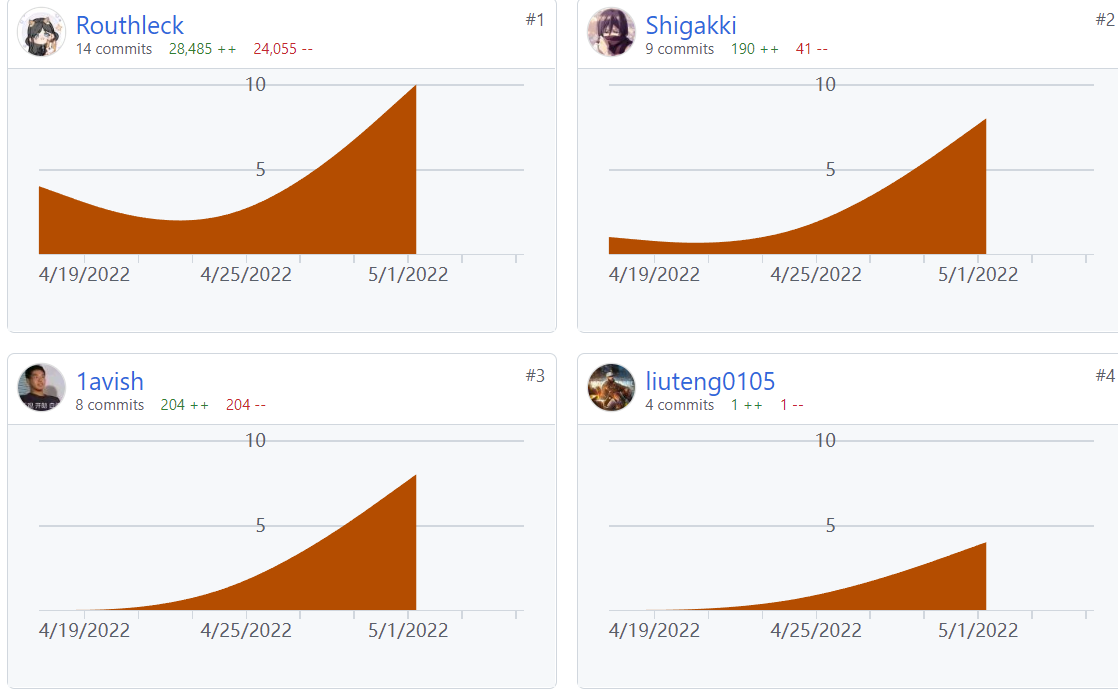 Routhleck #1
14 commits 28,485 ++ 24,055 --
10
5
4/19/2022 4/25/2022 5/1/2022
Shigakki #2
9 commits 190 ++ 41 --
10
5
4/19/2022 4/25/2022 5/1/2022
1avish #3
8 commits 204 ++ 204 --
10
5
4/19/2022 4/25/2022 5/1/2022
liuteng0105 #4
4 commits 1 ++ 1 --
10
5
4/19/2022 4/25/2022 5/1/2022